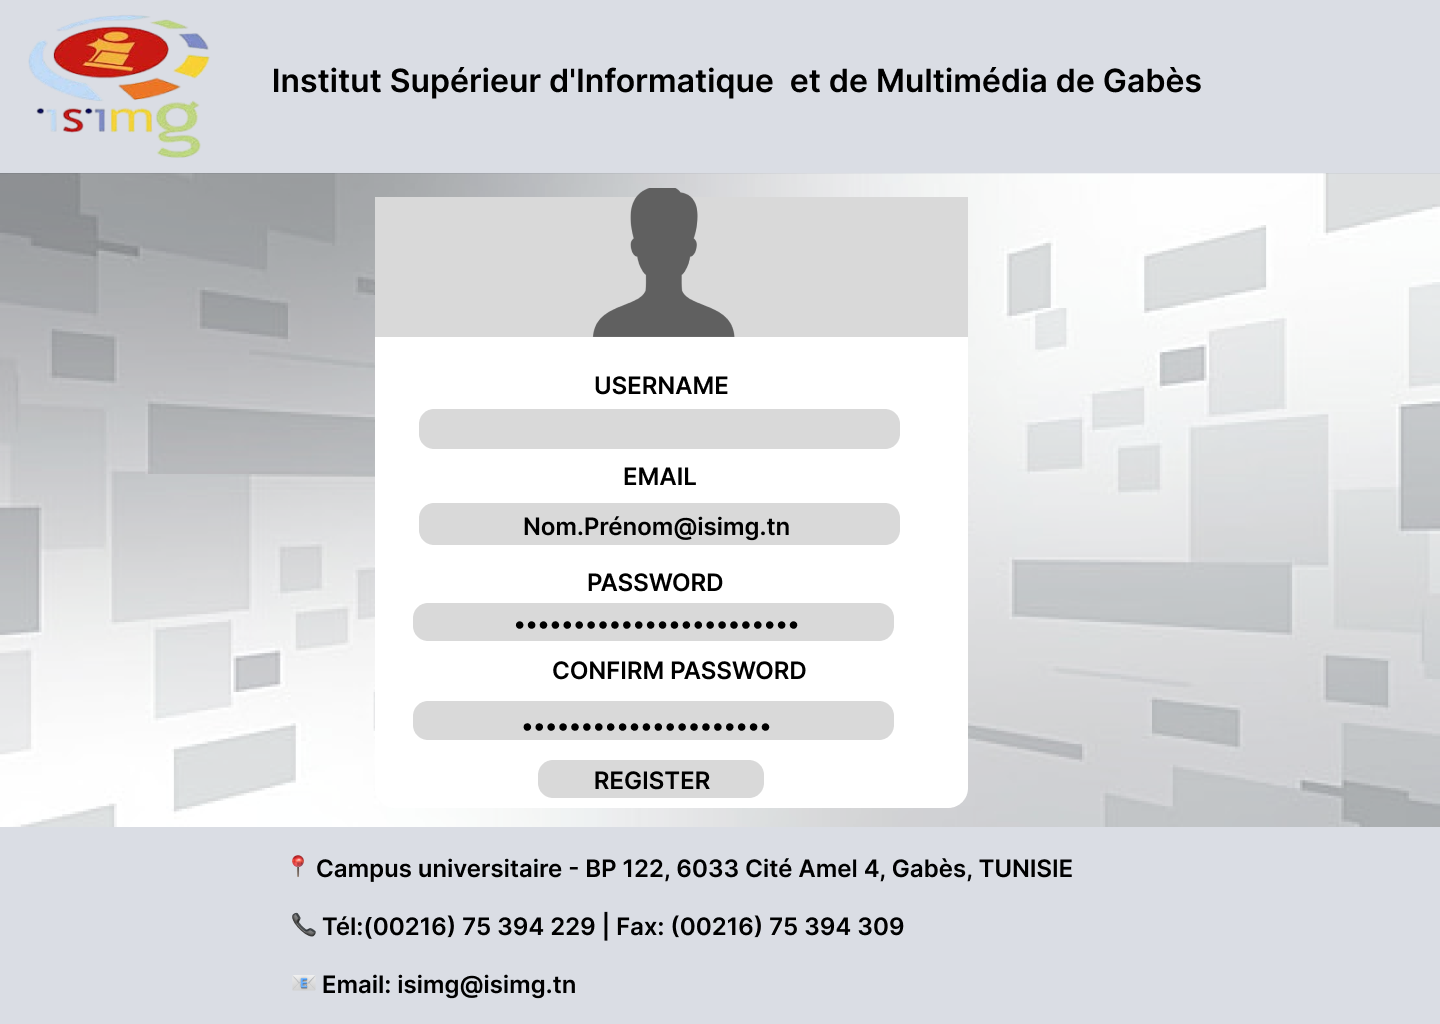 isimg
Institut Supérieur d'Informatique et de Multimédia de Gabès
USERNAME
EMAIL
Nom.Prénom@isimg.tn
PASSWORD
••••••••••••••••••••••••
CONFIRM PASSWORD
•••••••••••••••••••••
REGISTER
Campus universitaire - BP 122, 6033 Cité Amel 4, Gabès, TUNISIE
Tél:(00216) 75 394 229 | Fax: (00216) 75 394 309
Email: isimg@isimg.tn